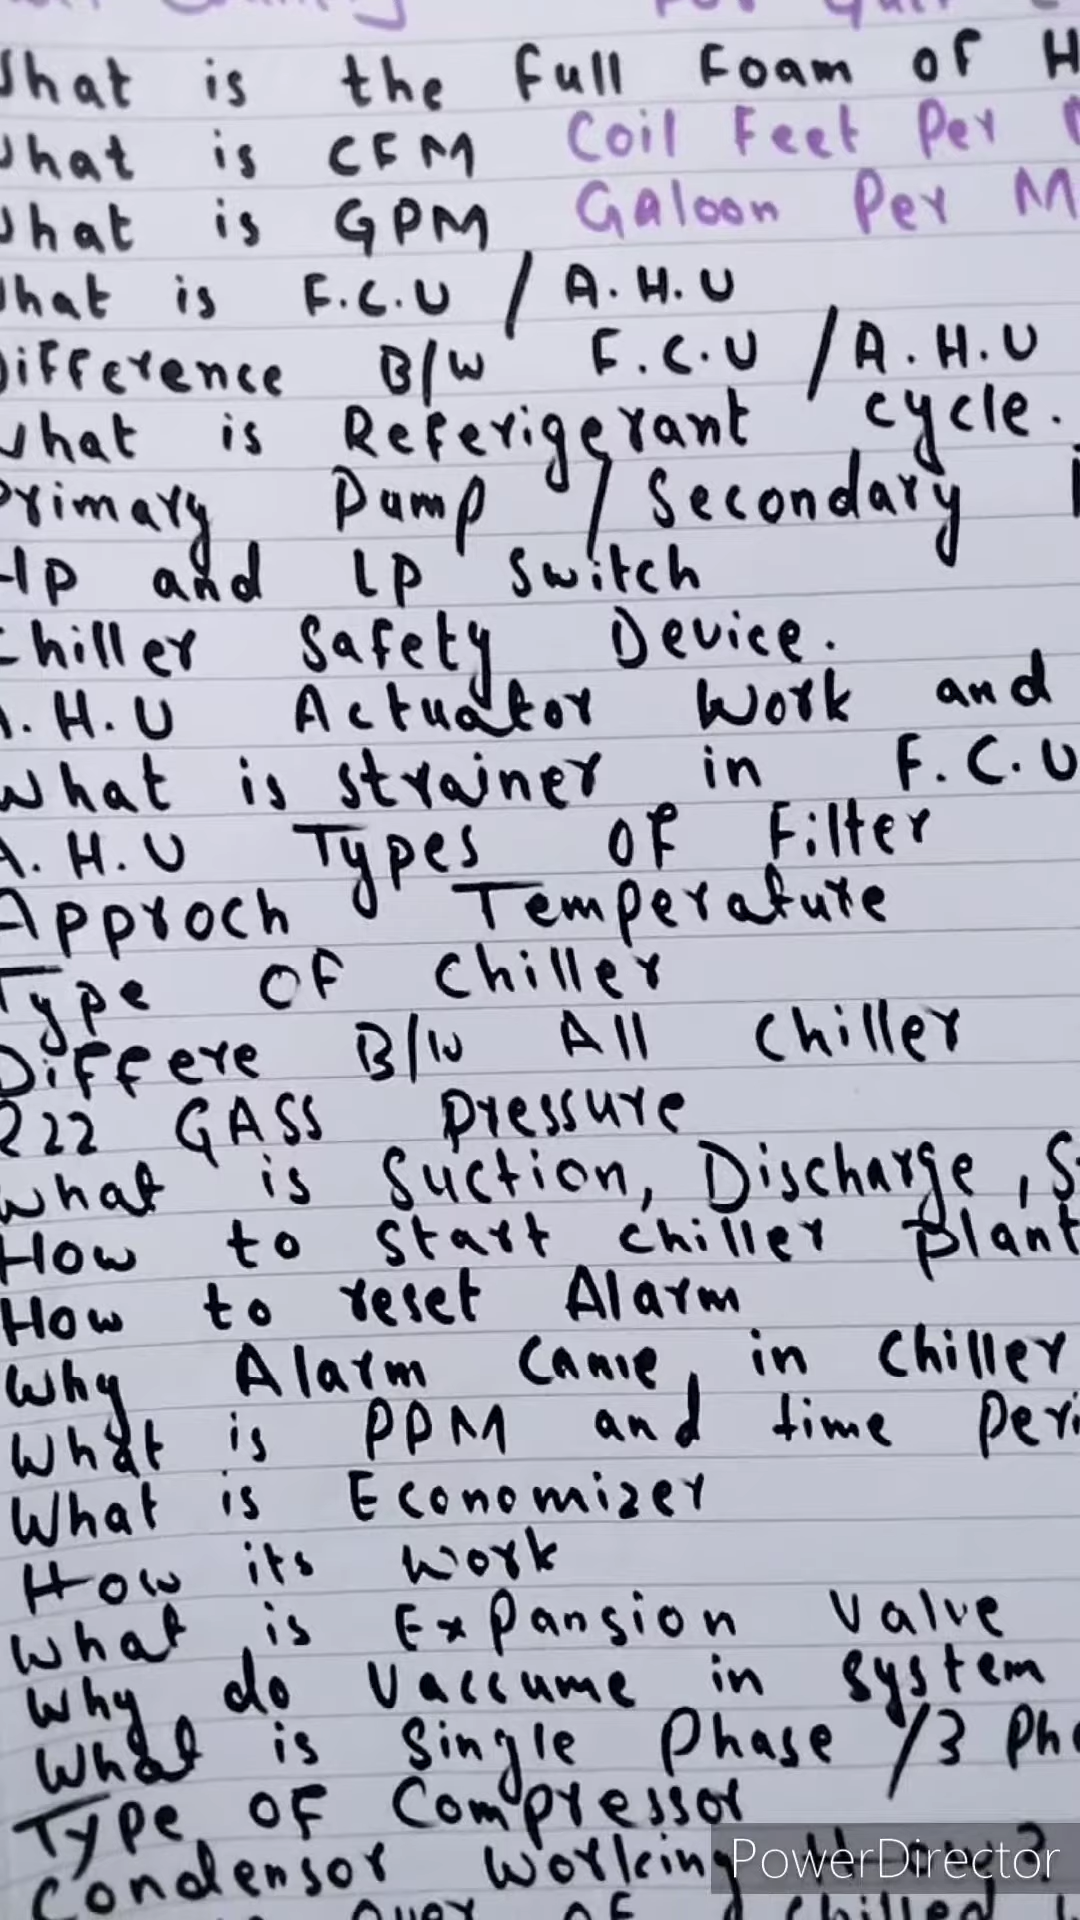 What is the Full Foam of H
What is CFM Coil Feet Per
What is GPM Galoon Per M
What is F.C.U / A.H.U
Difference B/W F.C.U / A.H.U
What is Referigerant cycle.
Primary Pump / Secondary
HP and LP Switch
Chiller Safety Device.
A.H.U Actuator Work and
What is strainer in F.C.U
A.H.U Types OF Filter
Approch Temperature
Type OF Chiller
Differe B/W All Chiller
R22 GASS Pressure
What is Suction, Discharge, S
How to start chiller plant
How to reset Alarm
Why Alarm Came, in Chiller
What is PPM and time Peri
What is Economizer
How its work
What is Expansion Valve
Why do Vaccume in system
What is Single Phase / 3 Pha
Type OF Compressor
Condensor Working
PowerDirector
OF Chilled